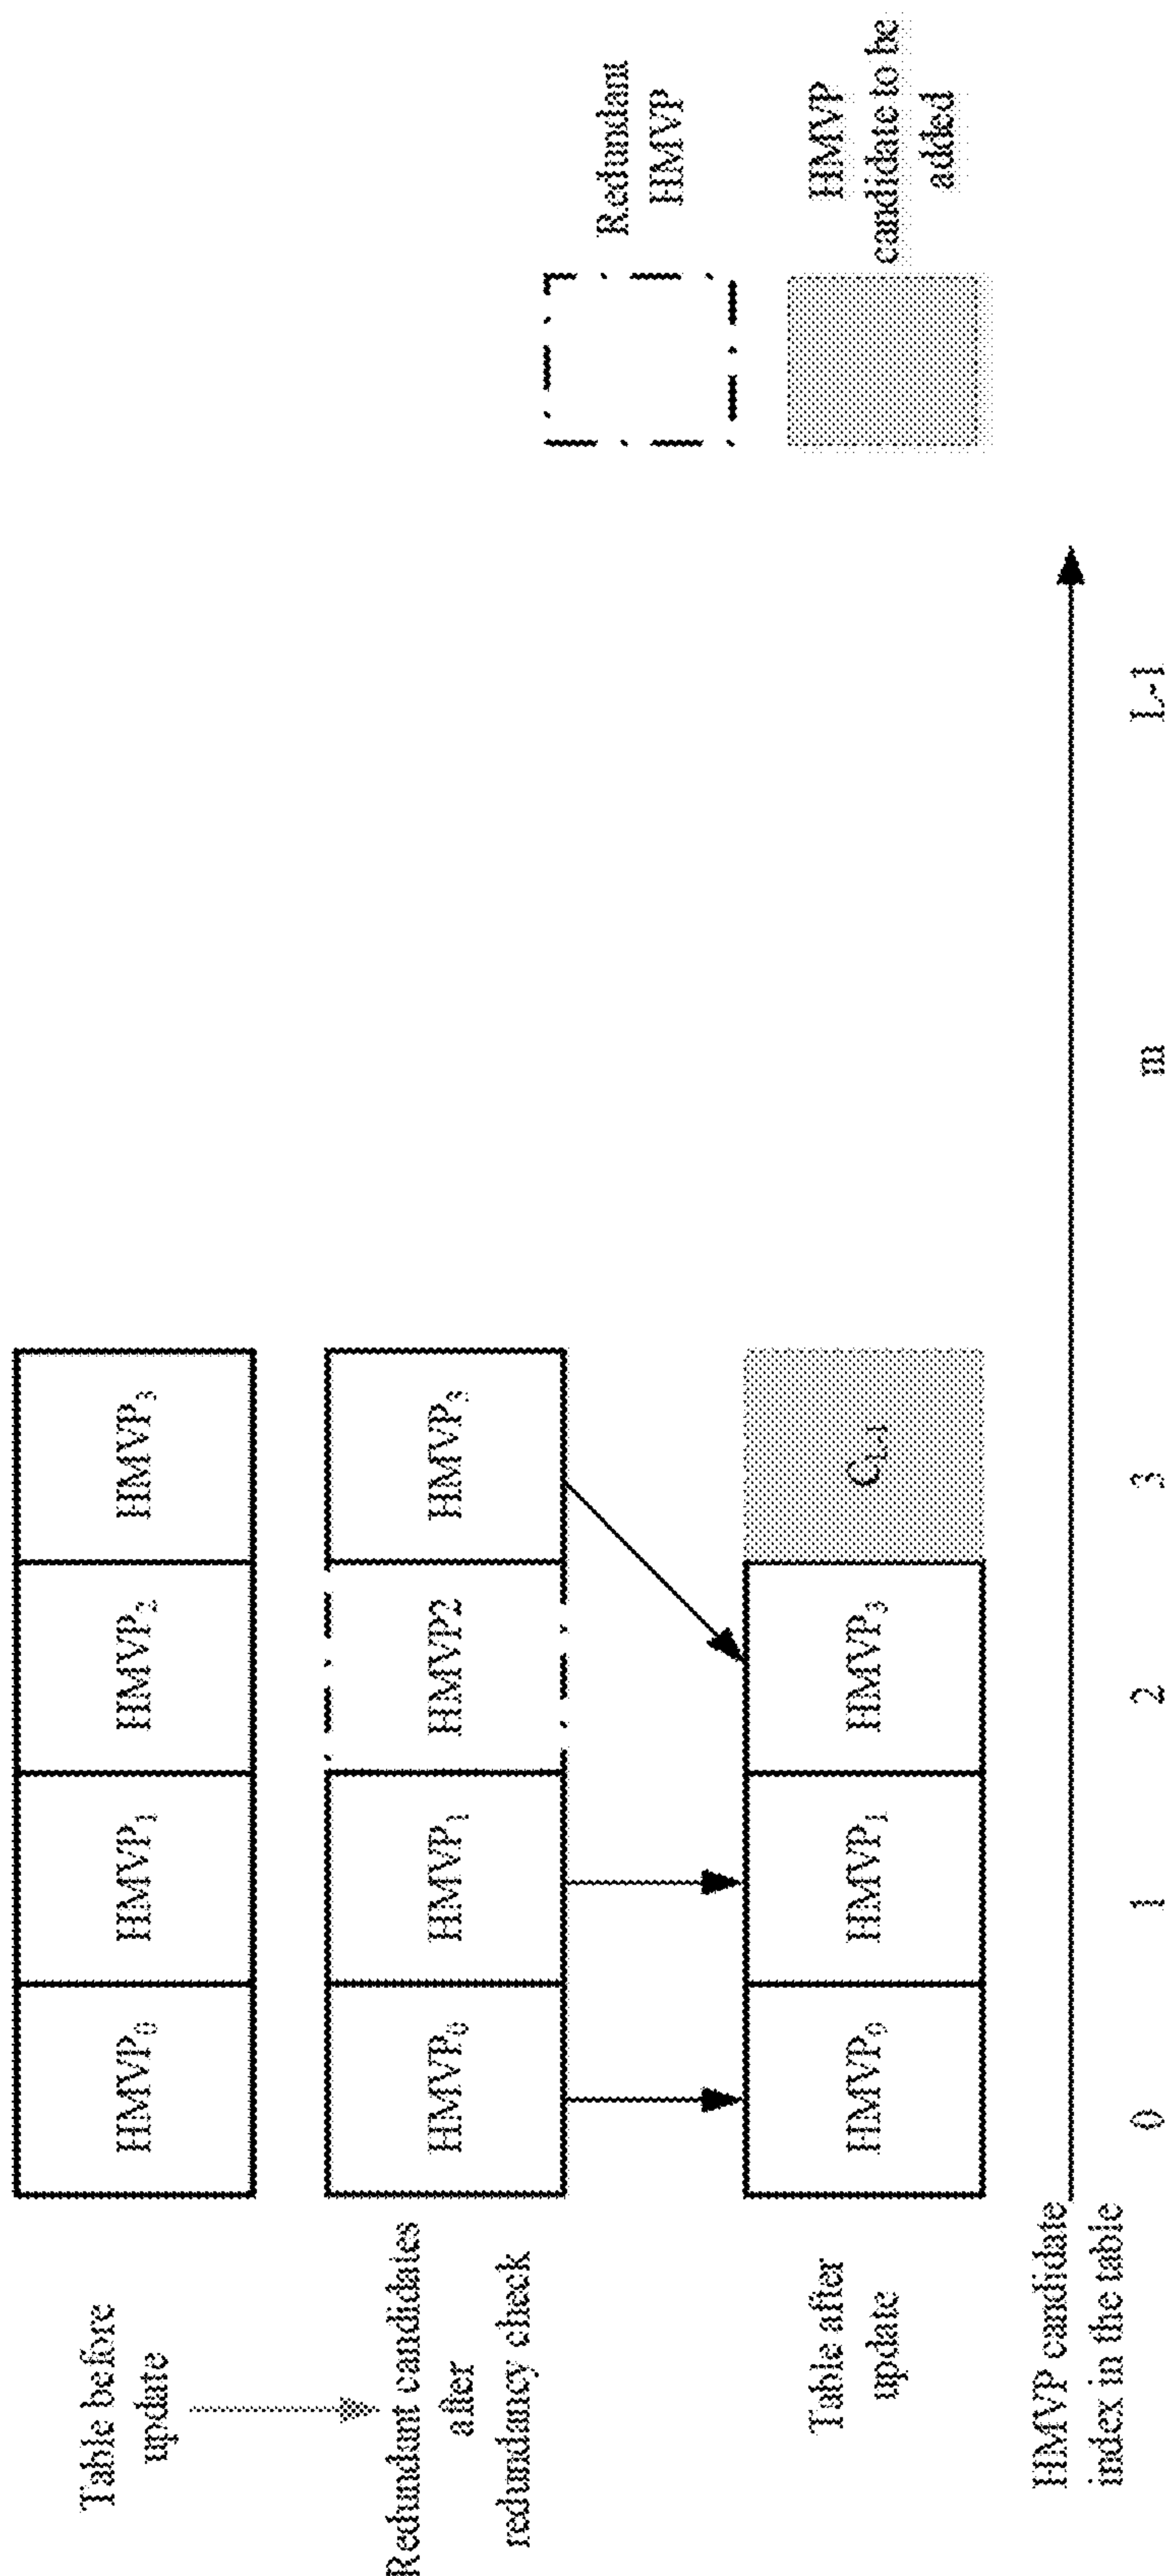 Table before
update
HMVP0
HMVP1
HMVP2
HMVP3
Redundant candidates
after
redundancy check
HMVP0
HMVP1
HMVP2
HMVP3
Redundant
HMVP
Table after
update
HMVP0
HMVP1
HMVP3
CL-1
HMVP
candidate to be
added
HMVP candidate
index in the table
0
1
2
3
m
L-1